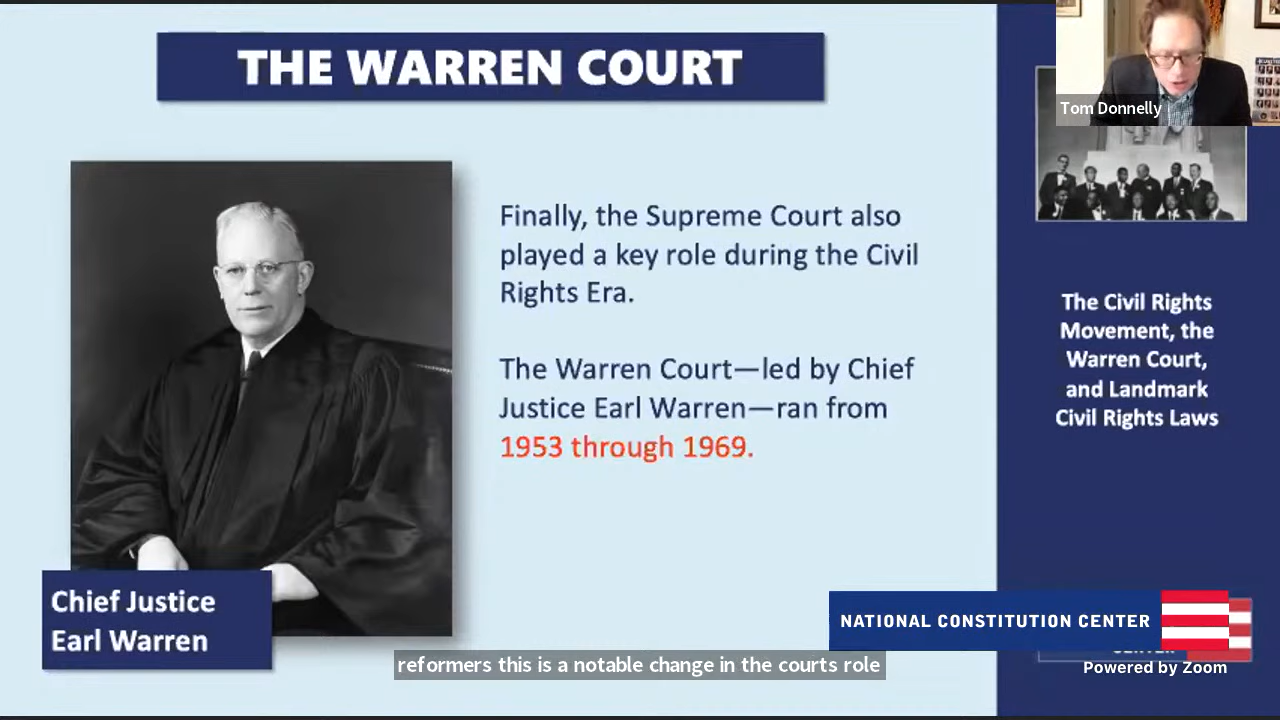 THE WARREN COURT
Tom Donnelly
Finally, the Supreme Court also
played a key role during the Civil
Rights Era.
The Warren Court—led by Chief
Justice Earl Warren—ran from
1953 through 1969.
Chief Justice
Earl Warren
The Civil Rights
Movement, the
Warren Court,
and Landmark
Civil Rights Laws
NATIONAL CONSTITUTION CENTER
reformers this is a notable change in the courts role
Powered by Zoom